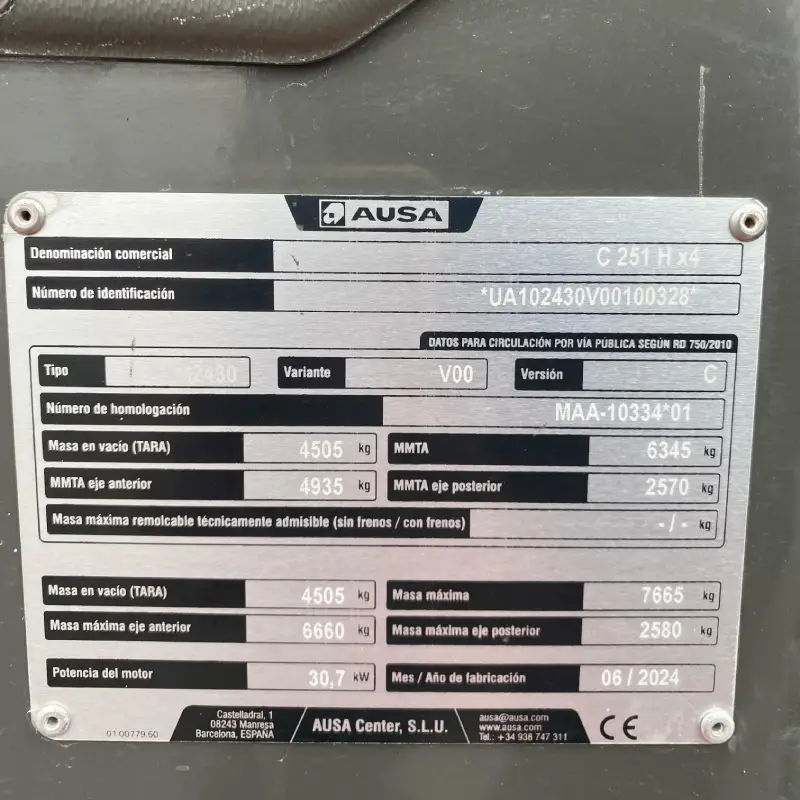 AUSA
Denominación comercial C 251 H x4
Número de identificación *UA102430V00100328*
DATOS PARA CIRCULACIÓN POR VÍA PÚBLICA SEGÚN RD 750/2010
Tipo Variante V00 Versión C
Número de homologación MAA-10334*01
Masa en vacío (TARA) 4505 kg MMTA 6345 kg
MMTA eje anterior 4935 kg MMTA eje posterior 2570 kg
Masa máxima remolcable técnicamente admisible (sin frenos / con frenos) - / - kg
Masa en vacío (TARA) 4505 kg Masa máxima 7665 kg
Masa máxima eje anterior 6660 kg Masa máxima eje posterior 2580 kg
Potencia del motor 30,7 kW Mes / Año de fabricación 06 / 2024
01.00779.60
Castelladral, 1
08243 Manresa
Barcelona, ESPAÑA
AUSA Center, S.L.U.
ausa@ausa.com
www.ausa.com
Tel.: + 34 938 747 311
CE